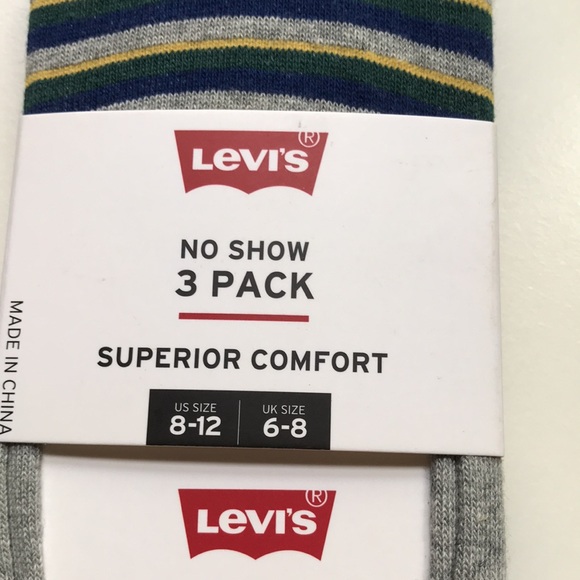 LEVI'S®
NO SHOW
3 PACK
SUPERIOR COMFORT
US SIZE
8-12
UK SIZE
6-8
MADE IN CHINA
LEVI'S®